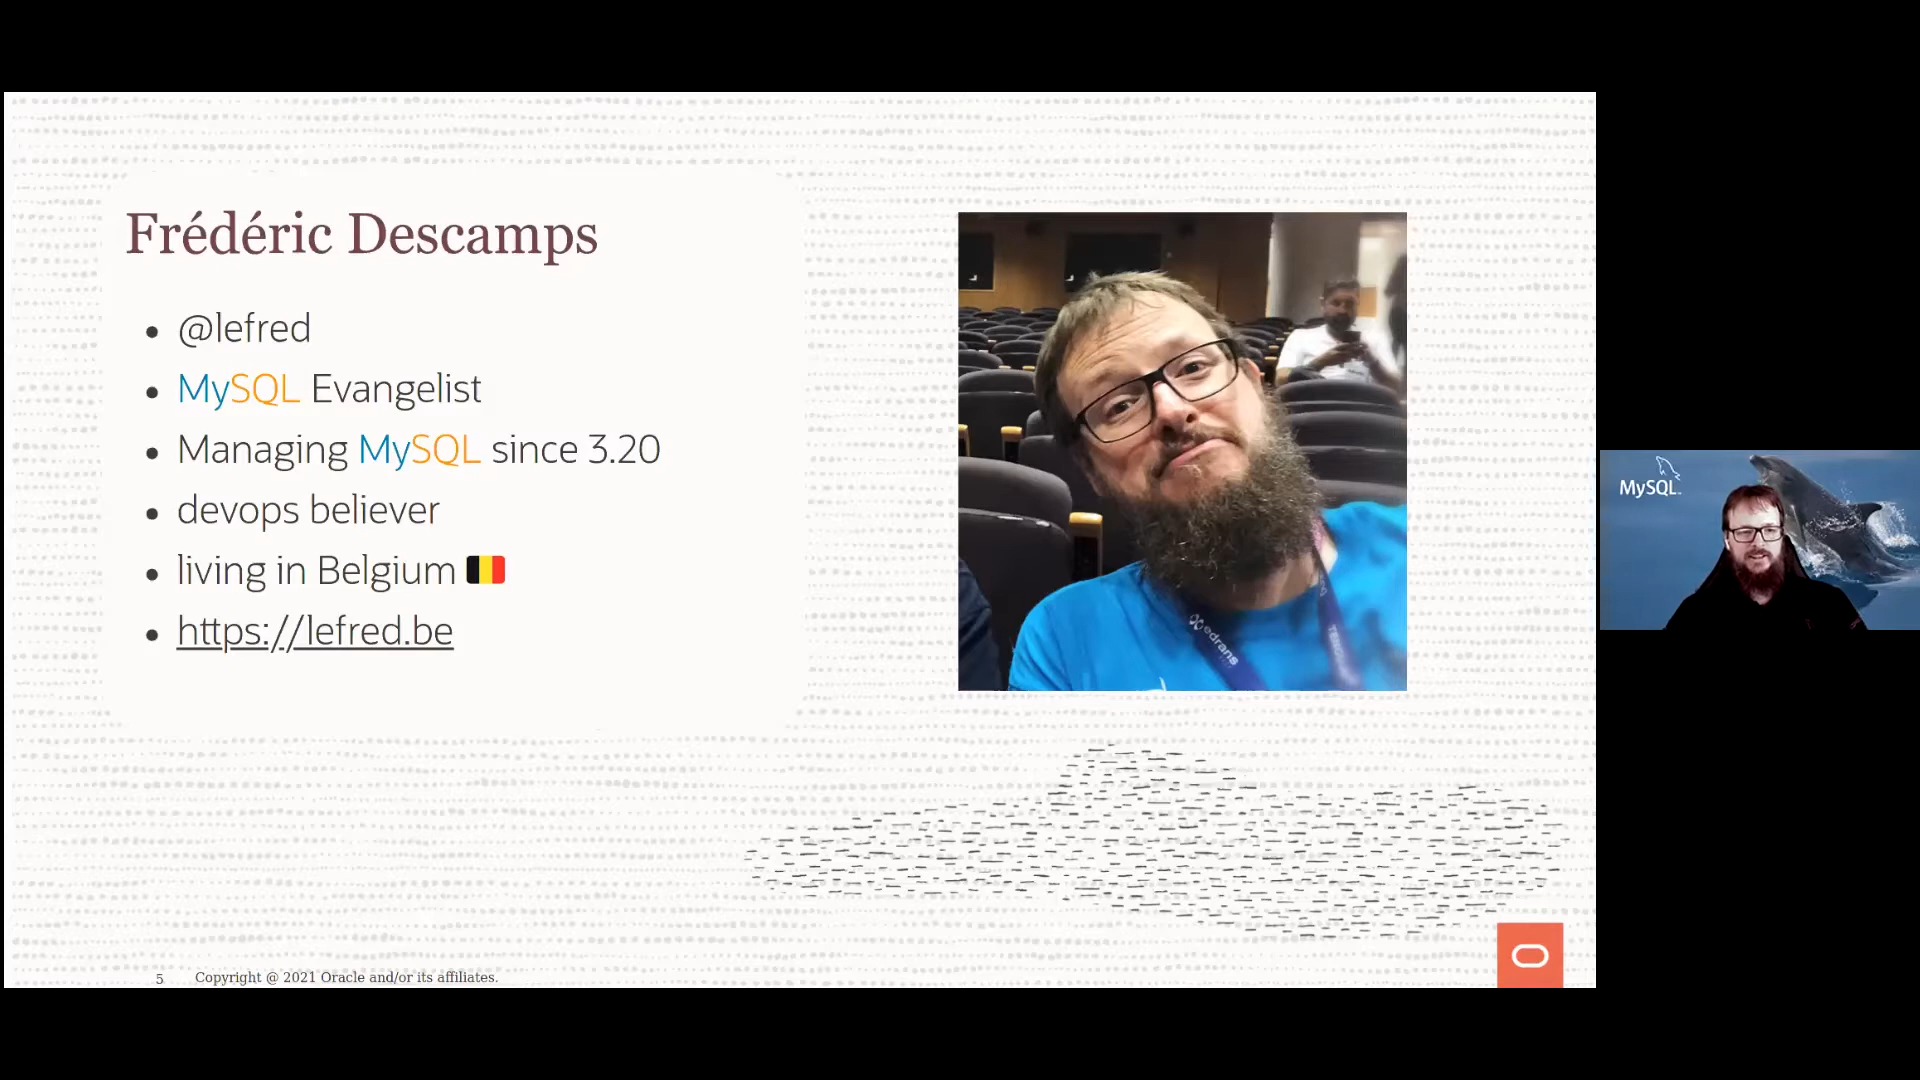 Frédéric Descamps
@lefred
MySQL Evangelist
Managing MySQL since 3.20
devops believer
living in Belgium
https://lefred.be
edrans
MySQL
5 Copyright @ 2021 Oracle and/or its affiliates.